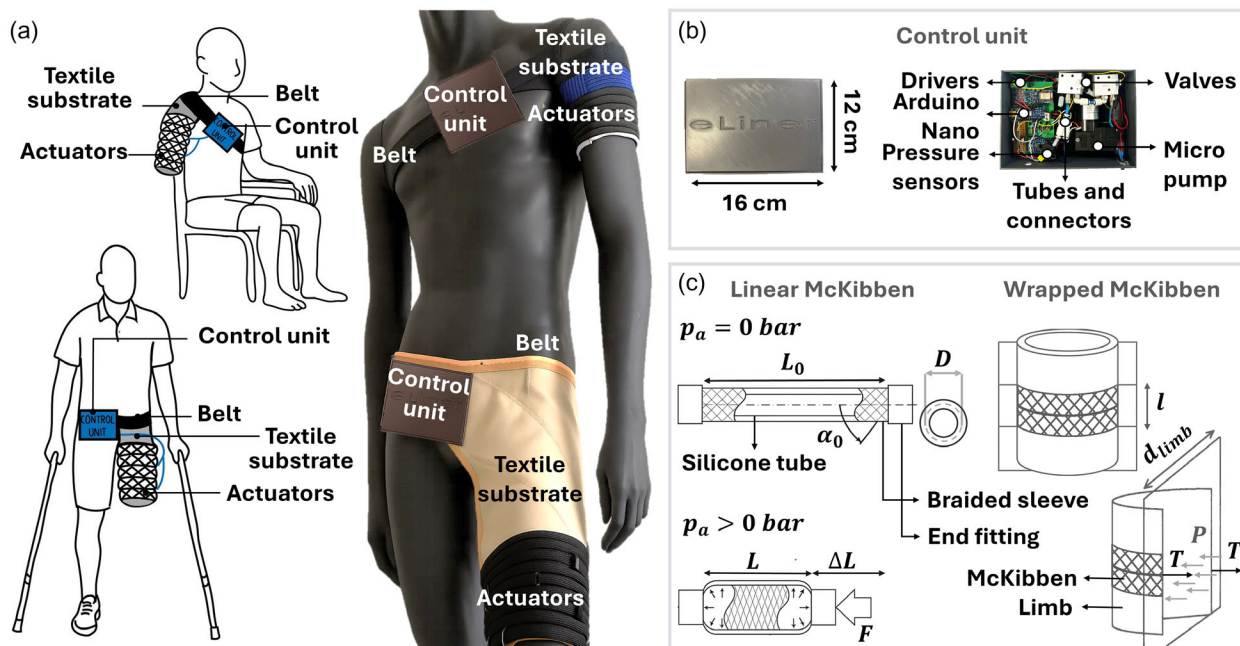 (a)
Textile
substrate
Belt
Control
unit
Actuators
CONTROL
UNIT
Control unit
CONTROL
UNIT
Belt
Textile
substrate
Actuators
Textile
substrate
Control
unit
Actuators
Belt
Belt
Control
unit
eLiner
Textile
substrate
Actuators
(b)
Control unit
eLiner
12 cm
16 cm
Drivers
Arduino
Nano
Pressure
sensors
Tubes and
connectors
Valves
Micro
pump
(c)
Linear McKibben
Wrapped McKibben
p_a = 0 bar
L_0
D
α_0
Silicone tube
Braided sleeve
End fitting
p_a > 0 bar
L
ΔL
F
l
d_limb
P
T
T
McKibben
Limb